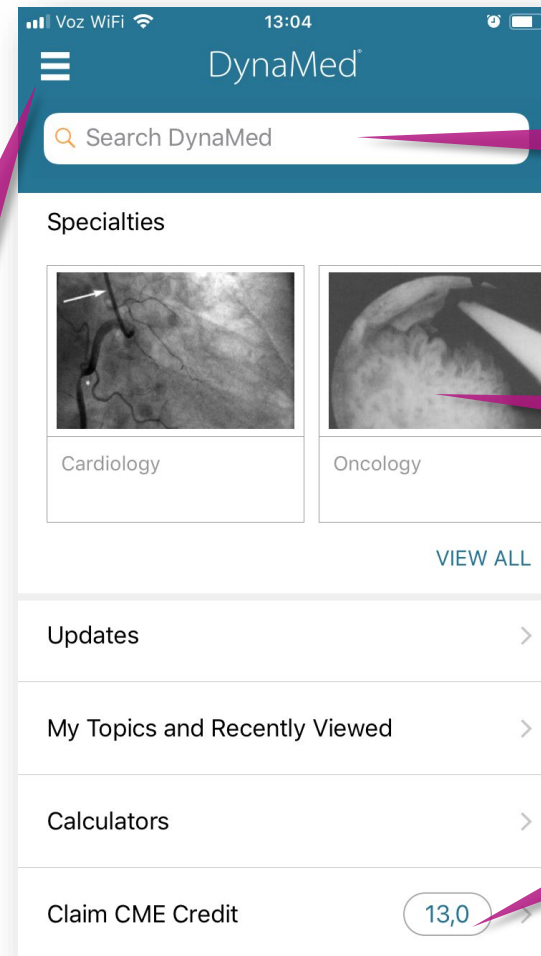 Voz WiFi 13:04
DynaMed
Search DynaMed
Specialties
Cardiology Oncology
VIEW ALL
Updates
My Topics and Recently Viewed
Calculators
Claim CME Credit 13,0